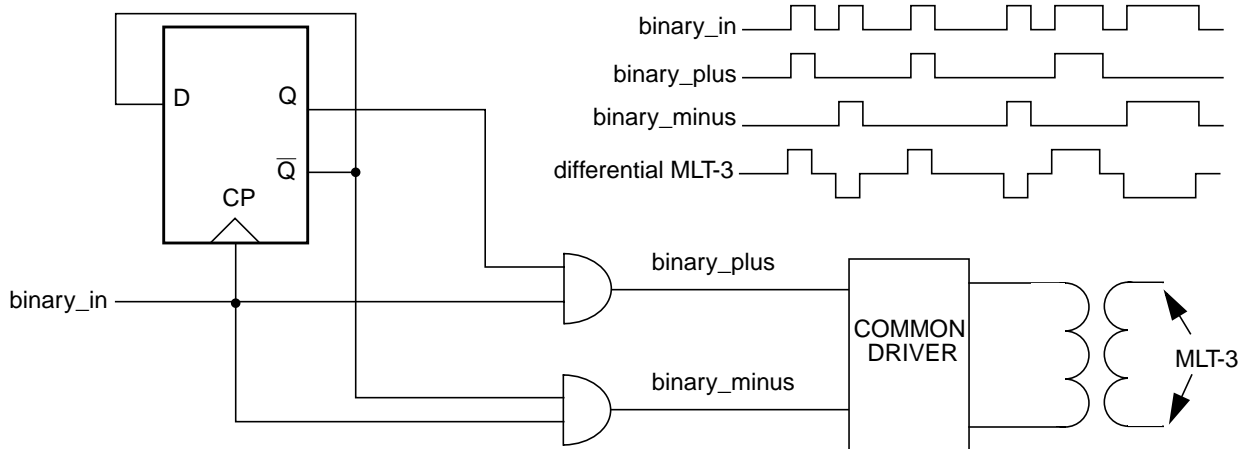 binary_in
binary_plus
binary_minus
differential MLT-3
D
Q
Q̅
CP
binary_in
binary_plus
binary_minus
COMMON
DRIVER
MLT-3